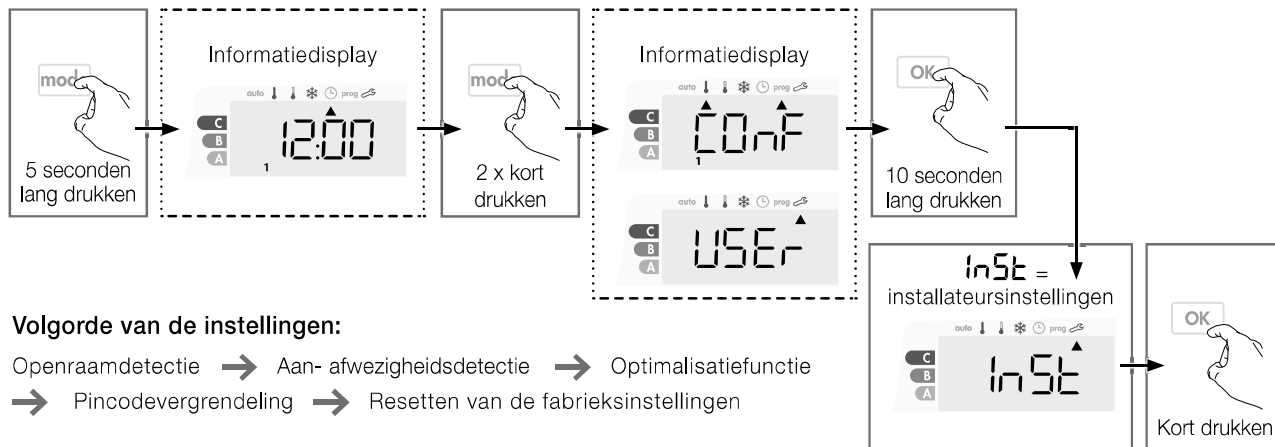 mod
5 seconden
lang drukken
Informatiedisplay
auto prog
C
B
A
1
12:00
mod
2 x kort
drukken
Informatiedisplay
auto prog
C
B
A
1
COnF
auto prog
C
B
A
USEr
OK
10 seconden
lang drukken
InSt =
installateursinstellingen
auto prog
C
B
A
InSt
OK
Kort drukken
Volgorde van de instellingen:
Openraamdetectie → Aan- afwezigheidsdetectie → Optimalisatiefunctie
→ Pincodevergrendeling → Resetten van de fabrieksinstellingen